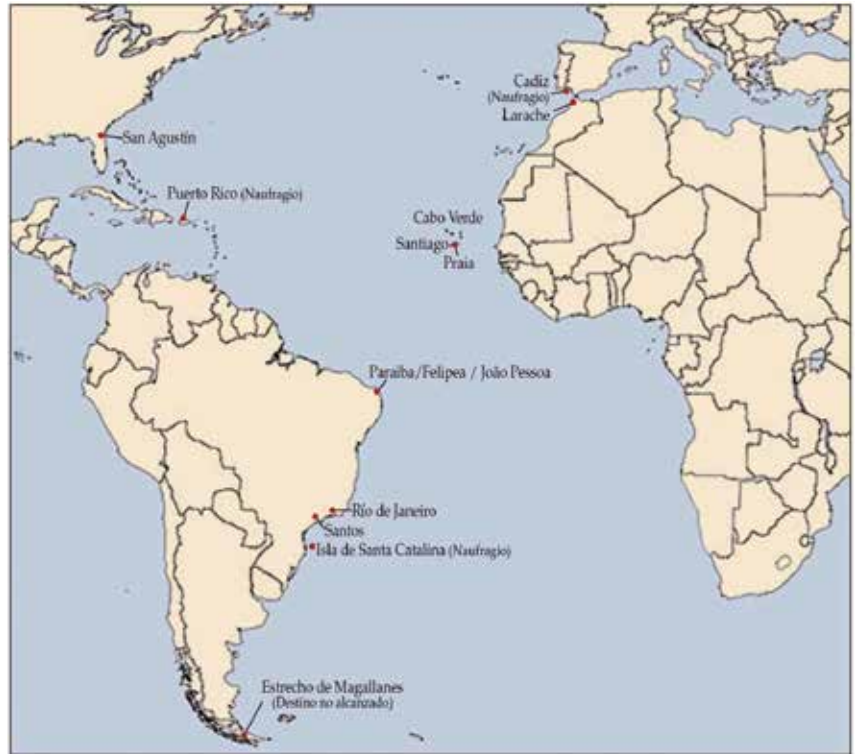 Cadiz
(Naufragio)
Larache
San Agustín
Puerto Rico (Naufragio)
Cabo Verde
Santiago
Praia
Paraiba/Felipea / João Pessoa
Río de Janeiro
Santos
Isla de Santa Catalina (Naufragio)
Estrecho de Magallanes
(Destino no alcanzado)